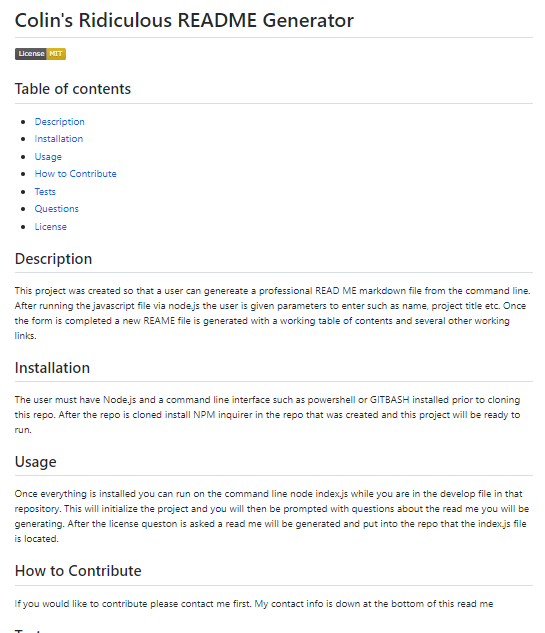 Colin's Ridiculous README Generator
License MIT
Table of contents
Description
Installation
Usage
How to Contribute
Tests
Questions
License
Description
This project was created so that a user can genereate a professional READ ME markdown file from the command line.
After running the javascript file via node.js the user is given parameters to enter such as name, project title etc. Once
the form is completed a new REAME file is generated with a working table of contents and several other working
links.
Installation
The user must have Node.js and a command line interface such as powershell or GITBASH installed prior to cloning
this repo. After the repo is cloned install NPM inquirer in the repo that was created and this project will be ready to
run.
Usage
Once everything is installed you can run on the command line node index.js while you are in the develop file in that
repository. This will initialize the project and you will then be prompted with questions about the read me you will be
generating. After the license queston is asked a read me will be generated and put into the repo that the index.js file
is located.
How to Contribute
If you would like to contribute please contact me first. My contact info is down at the bottom of this read me